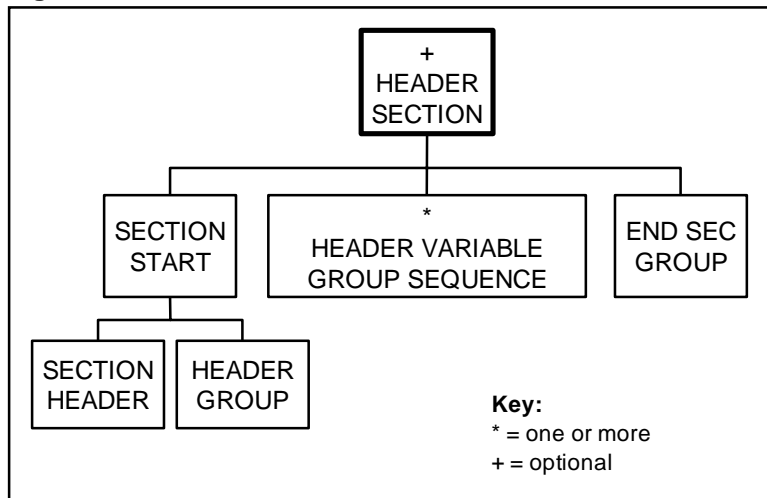 +
HEADER
SECTION
SECTION
START
*
HEADER VARIABLE
GROUP SEQUENCE
END SEC
GROUP
SECTION
HEADER
HEADER
GROUP
Key:
* = one or more
+ = optional